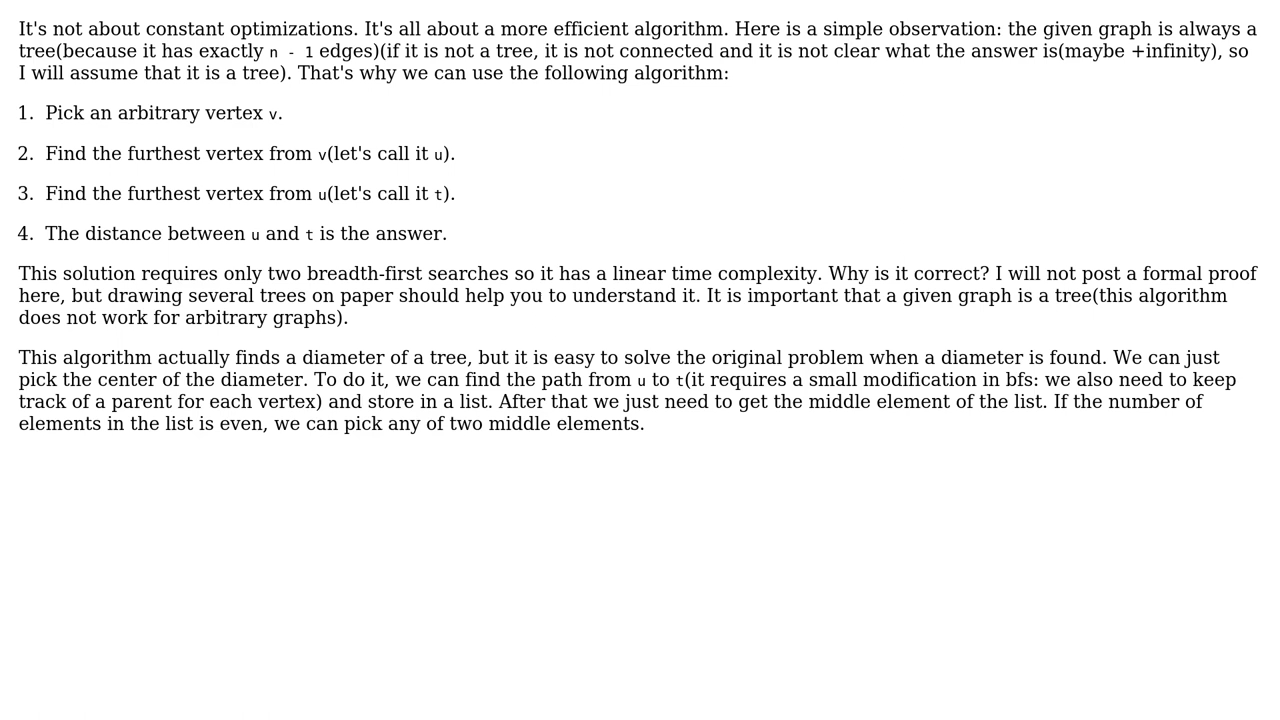 It's not about constant optimizations. It's all about a more efficient algorithm. Here is a simple observation: the given graph is always a
tree(because it has exactly n - 1 edges)(if it is not a tree, it is not connected and it is not clear what the answer is(maybe +infinity), so
I will assume that it is a tree). That's why we can use the following algorithm:
1. Pick an arbitrary vertex v.
2. Find the furthest vertex from v(let's call it u).
3. Find the furthest vertex from u(let's call it t).
4. The distance between u and t is the answer.
This solution requires only two breadth-first searches so it has a linear time complexity. Why is it correct? I will not post a formal proof
here, but drawing several trees on paper should help you to understand it. It is important that a given graph is a tree(this algorithm
does not work for arbitrary graphs).
This algorithm actually finds a diameter of a tree, but it is easy to solve the original problem when a diameter is found. We can just
pick the center of the diameter. To do it, we can find the path from u to t(it requires a small modification in bfs: we also need to keep
track of a parent for each vertex) and store in a list. After that we just need to get the middle element of the list. If the number of
elements in the list is even, we can pick any of two middle elements.